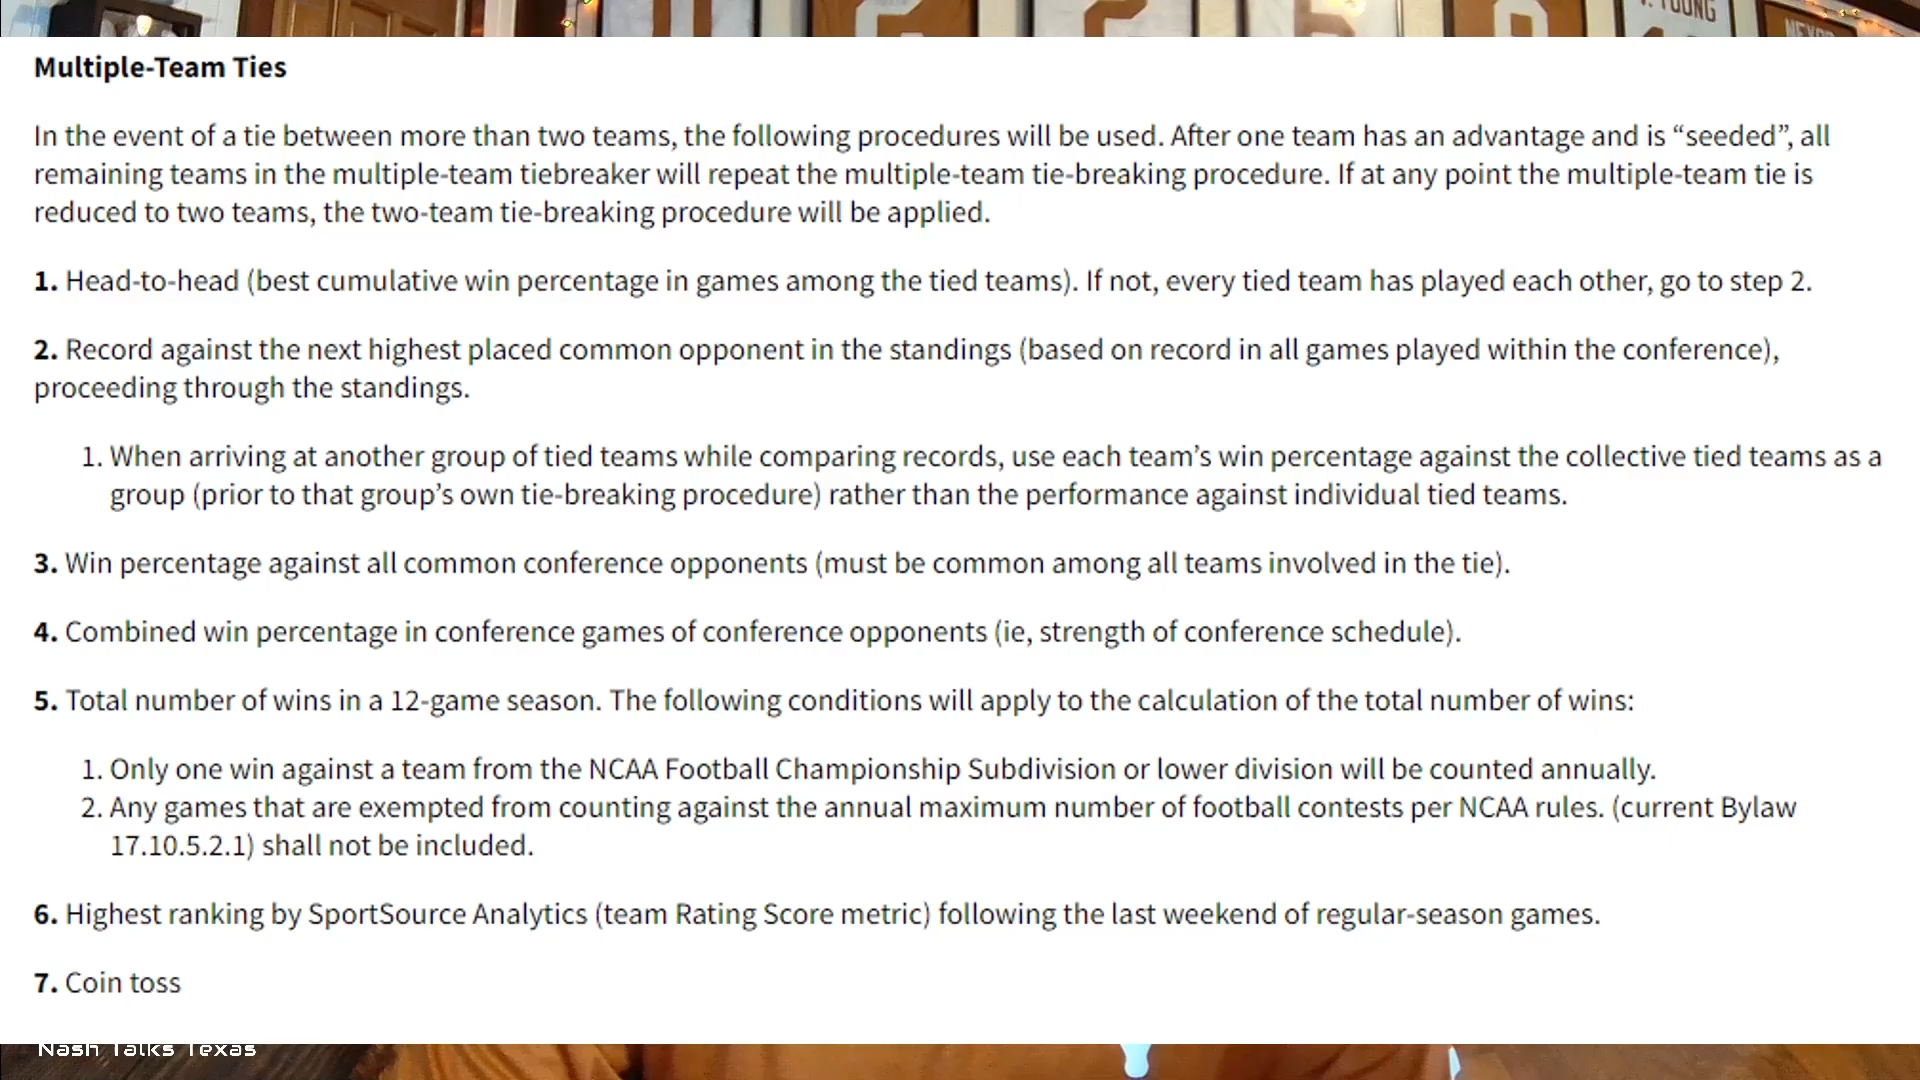 YOUNG
Multiple-Team Ties
In the event of a tie between more than two teams, the following procedures will be used. After one team has an advantage and is “seeded”, all
remaining teams in the multiple-team tiebreaker will repeat the multiple-team tie-breaking procedure. If at any point the multiple-team tie is
reduced to two teams, the two-team tie-breaking procedure will be applied.
1. Head-to-head (best cumulative win percentage in games among the tied teams). If not, every tied team has played each other, go to step 2.
2. Record against the next highest placed common opponent in the standings (based on record in all games played within the conference),
proceeding through the standings.
1. When arriving at another group of tied teams while comparing records, use each team’s win percentage against the collective tied teams as a
group (prior to that group’s own tie-breaking procedure) rather than the performance against individual tied teams.
3. Win percentage against all common conference opponents (must be common among all teams involved in the tie).
4. Combined win percentage in conference games of conference opponents (ie, strength of conference schedule).
5. Total number of wins in a 12-game season. The following conditions will apply to the calculation of the total number of wins:
1. Only one win against a team from the NCAA Football Championship Subdivision or lower division will be counted annually.
2. Any games that are exempted from counting against the annual maximum number of football contests per NCAA rules. (current Bylaw
17.10.5.2.1) shall not be included.
6. Highest ranking by SportSource Analytics (team Rating Score metric) following the last weekend of regular-season games.
7. Coin toss
Nash Talks Texas